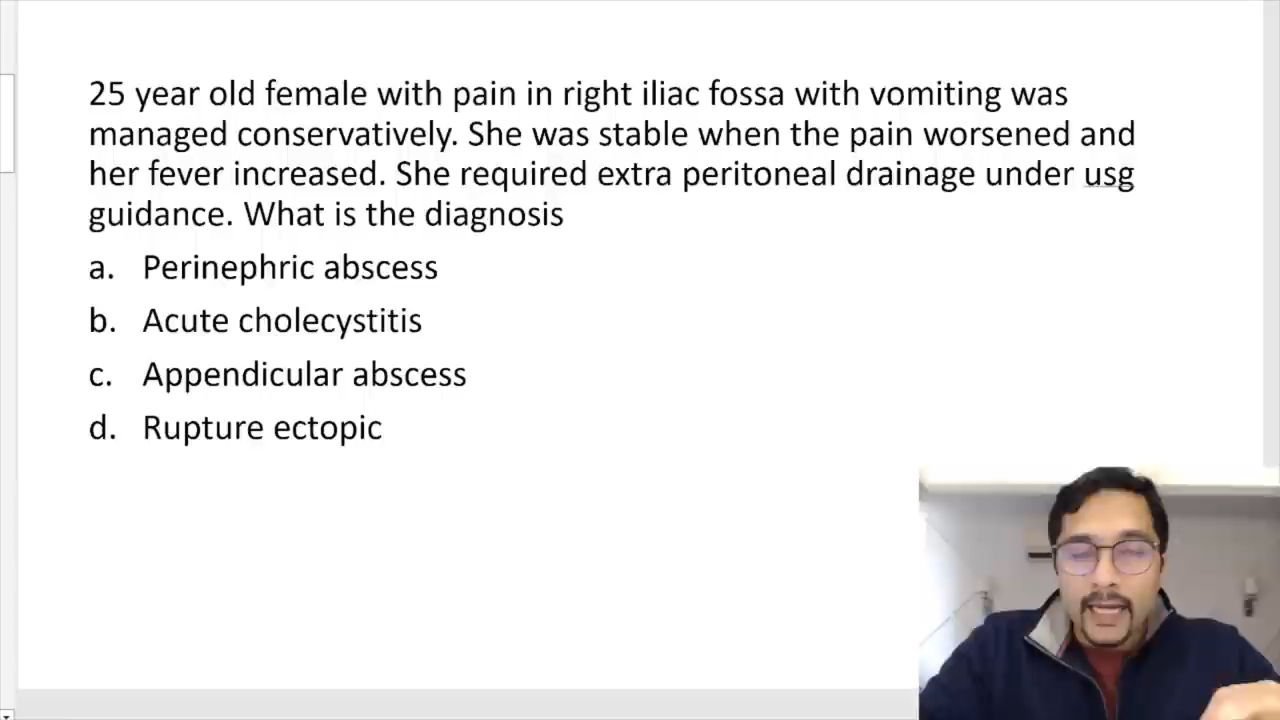 25 year old female with pain in right iliac fossa with vomiting was
managed conservatively. She was stable when the pain worsened and
her fever increased. She required extra peritoneal drainage under usg
guidance. What is the diagnosis
a. Perinephric abscess
b. Acute cholecystitis
c. Appendicular abscess
d. Rupture ectopic